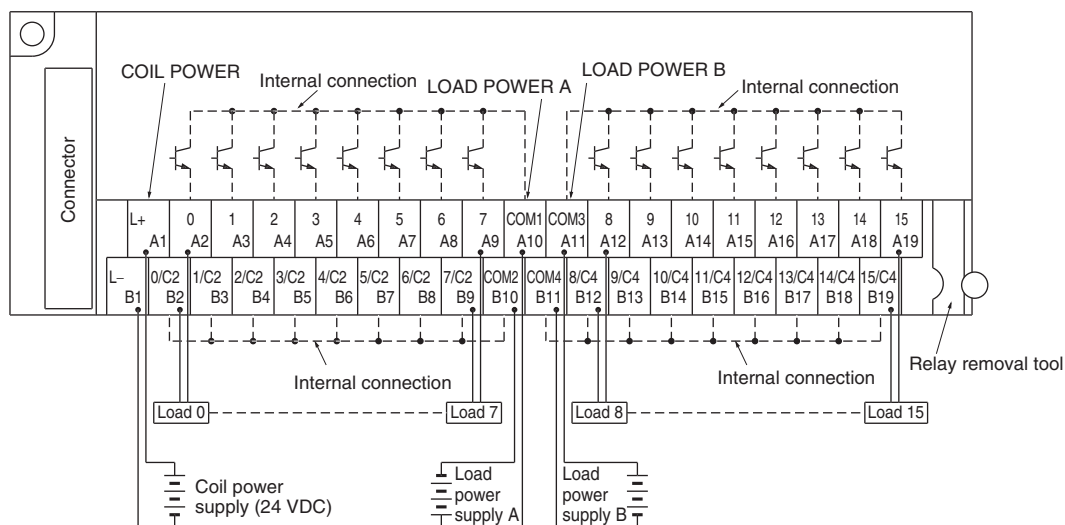 COIL POWER
Internal connection
LOAD POWER A
LOAD POWER B
Internal connection
Connector
L+ 0 1 2 3 4 5 6 7 COM1 COM3 8 9 10 11 12 13 14 15
A1 A2 A3 A4 A5 A6 A7 A8 A9 A10 A11 A12 A13 A14 A15 A16 A17 A18 A19
L− 0/C2 1/C2 2/C2 3/C2 4/C2 5/C2 6/C2 7/C2 COM2 COM4 8/C4 9/C4 10/C4 11/C4 12/C4 13/C4 14/C4 15/C4
B1 B2 B3 B4 B5 B6 B7 B8 B9 B10 B11 B12 B13 B14 B15 B16 B17 B18 B19
Internal connection
Internal connection
Relay removal tool
Load 0
Load 7
Load 8
Load 15
Coil power
supply (24 VDC)
Load
power
supply A
Load
power
supply B